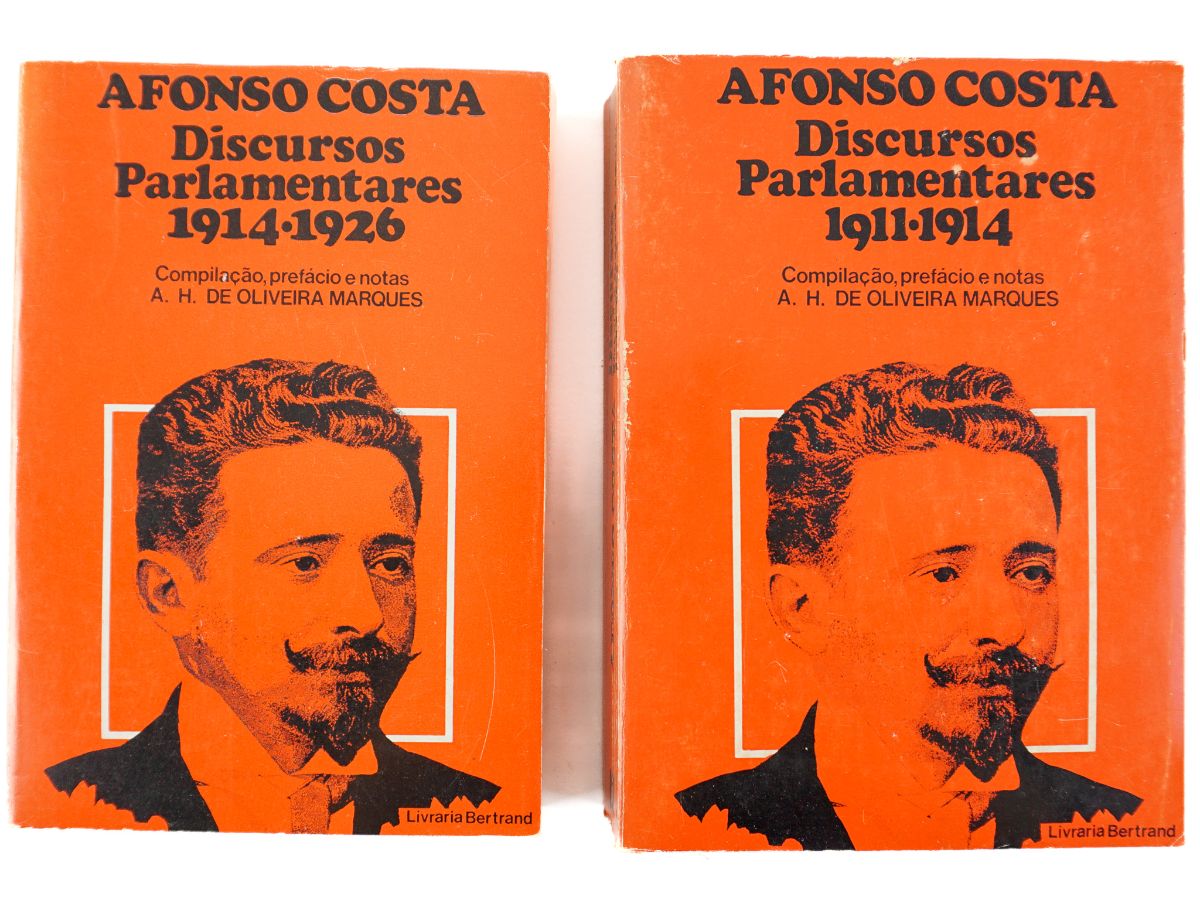 AFONSO COSTA
Discursos
Parlamentares
1914·1926
Compilação, prefácio e notas
A. H. DE OLIVEIRA MARQUES
Livraria Bertrand
AFONSO COSTA
Discursos
Parlamentares
1911·1914
Compilação, prefácio e notas
A. H. DE OLIVEIRA MARQUES
Livraria Bertrand